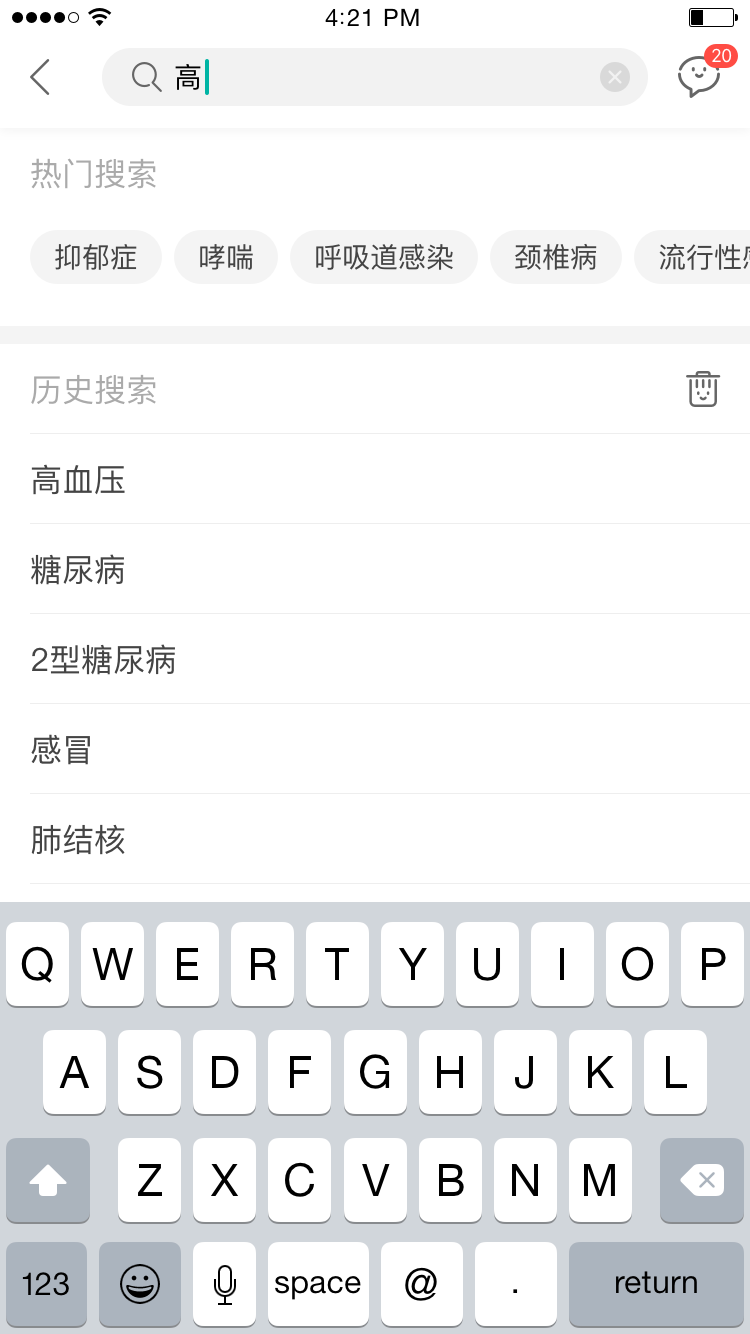 4:21 PM
高
20
热门搜索
抑郁症 哮喘 呼吸道感染 颈椎病 流行性
历史搜索
高血压
糖尿病
2型糖尿病
感冒
肺结核
Q W E R T Y U I O P
A S D F G H J K L
Z X C V B N M
123 space @ . return